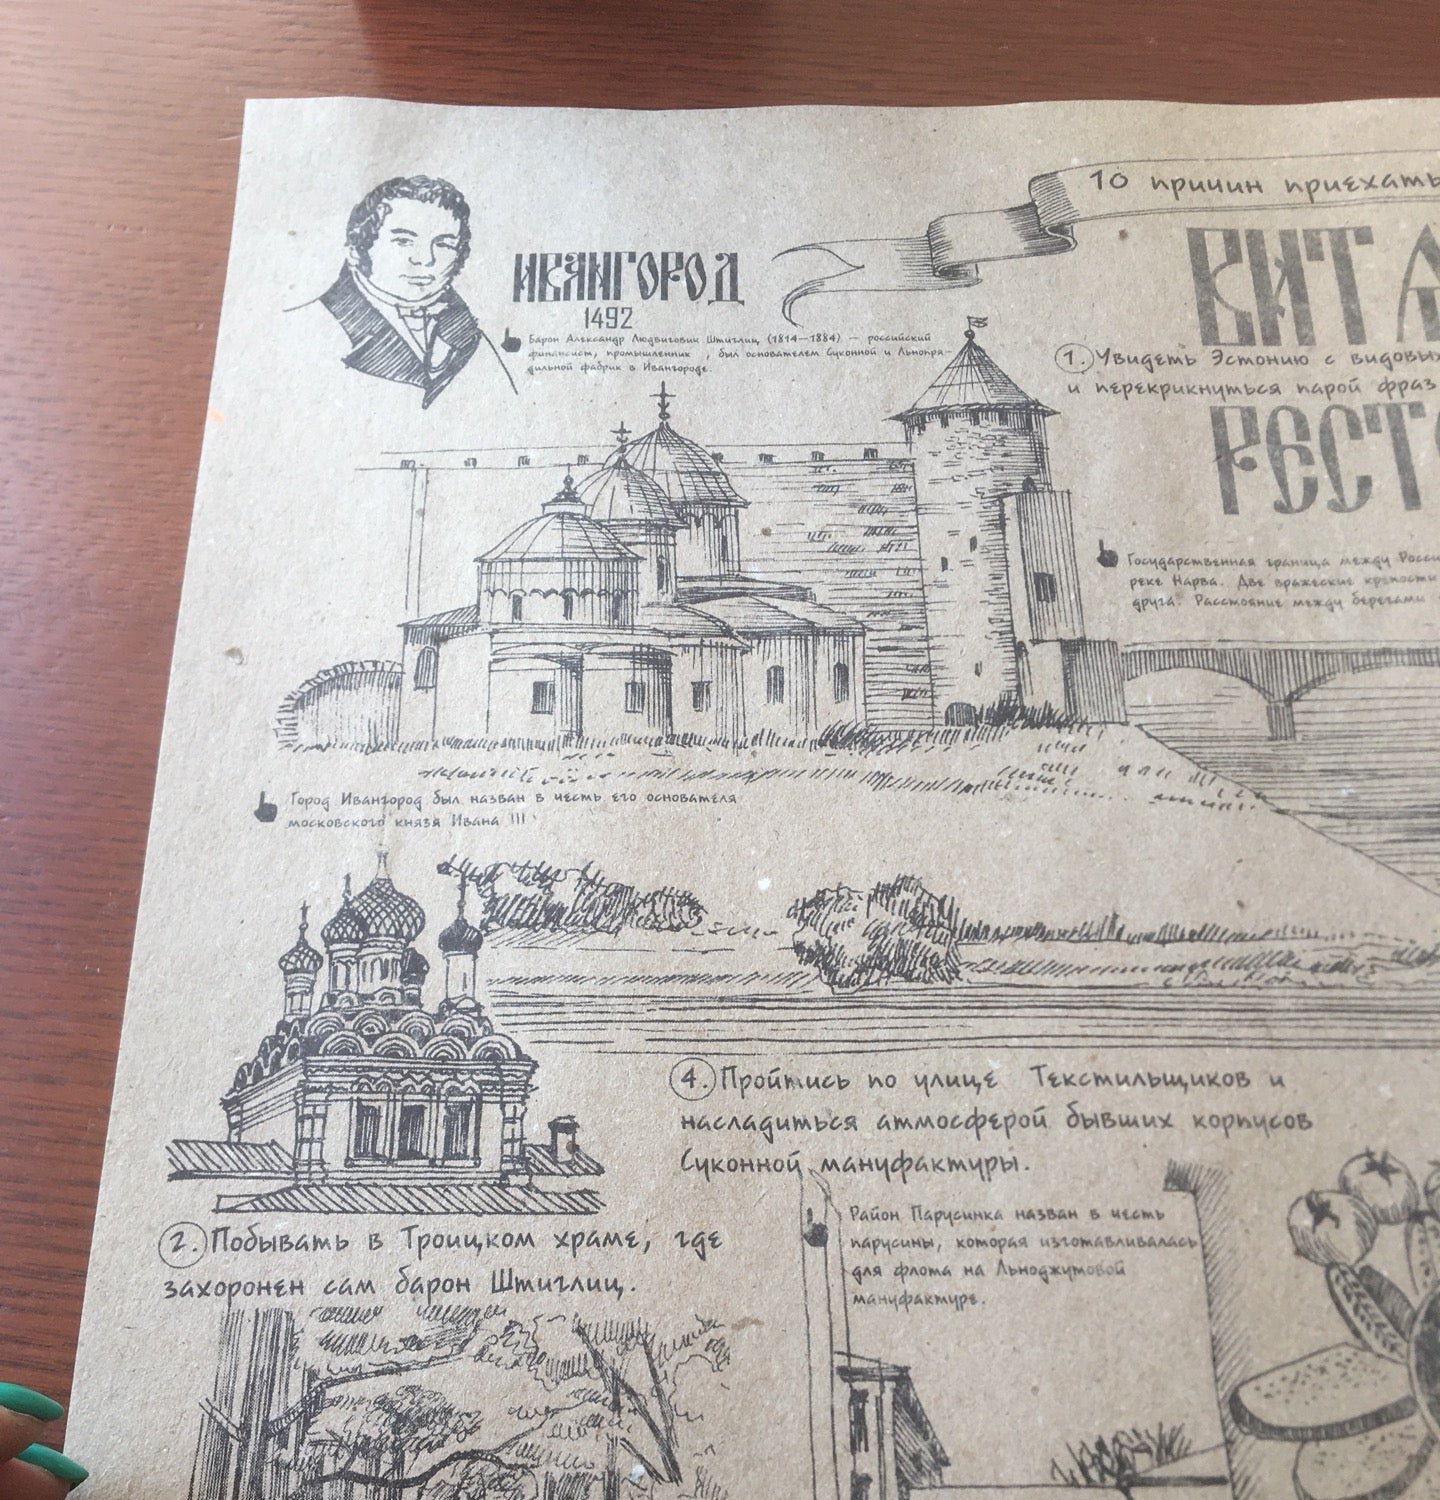 10 причин приехать
ИВАНГОРОД
1492
Барон Александр Людвигович Штиглиц (1814—1884) — российский
финансист, промышленник , был основателем Суконной и Льнопря-
дильной фабрик в Ивангороде.
ВИТА
1. Увидеть Эстонию с видовых
и перекрикнуться парой фраз
РЕСТО
Государственная граница между Росси
реке Нарва. Две вражеские крепости
друга. Расстояние между берегами
Город Ивангород был назван в честь его основателя
московского князя Ивана III
4. Пройтись по улице Текстильщиков и
насладиться атмосферой бывших корпусов
Суконной мануфактуры.
Район Парусинка назван в честь
парусины, которая изготавливалась
для флота на Льноджутовой
мануфактуре.
2. Побывать в Троицком храме, где
захоронен сам барон Штиглиц.